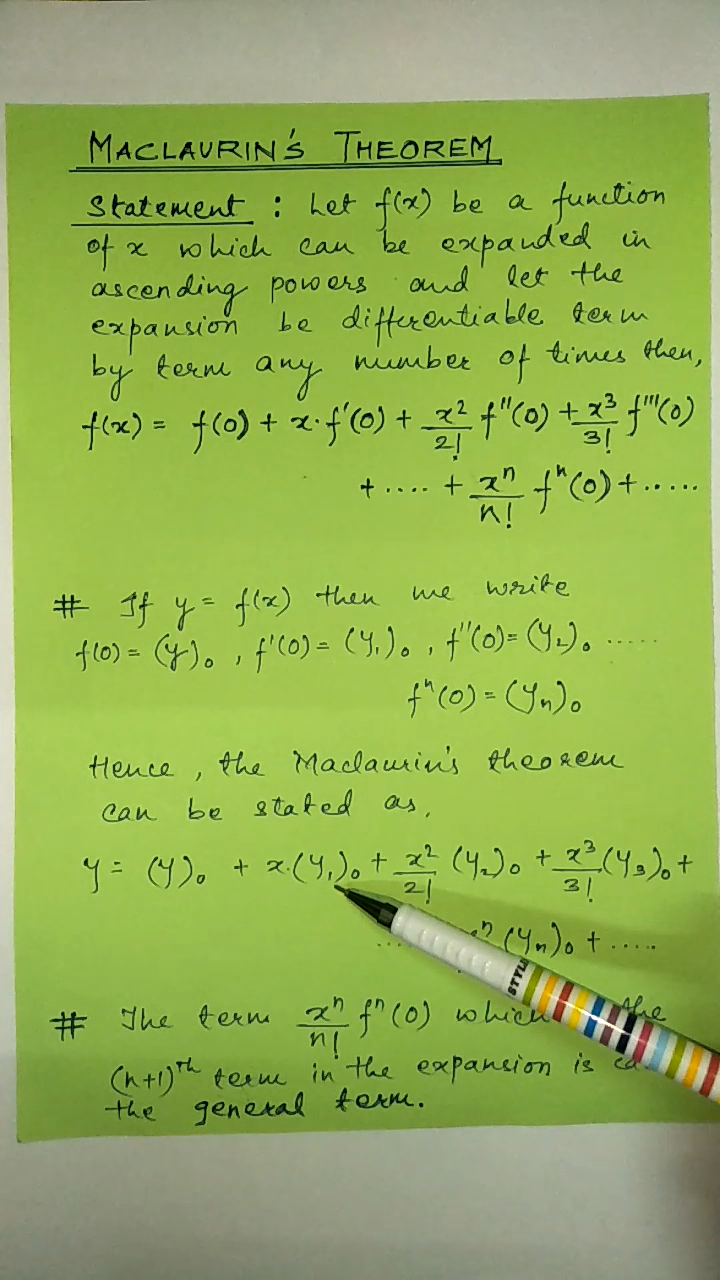 MACLAURIN'S THEOREM
Statement : Let f(x) be a function
of x which can be expanded in
ascending powers and let the
expansion be differentiable term
by term any number of times then,
f(x) = f(0) + x·f'(0) + x²/2! f''(0) + x³/3! f'''(0)
+ .... + xⁿ/n! fⁿ(0) + .....
# If y = f(x) then we write
f(0) = (y)₀ , f'(0) = (y₁)₀ , f''(0) = (y₂)₀ .....
fⁿ(0) = (yₙ)₀
Hence, the Maclaurin's theorem
can be stated as,
y = (y)₀ + x·(y₁)₀ + x²/2! (y₂)₀ + x³/3! (y₃)₀ +
.... ⁿ (yₙ)₀ + ....
STYL
# The term xⁿ/n! fⁿ(0) which the
(n+1)ᵗʰ term in the expansion is
the general term.